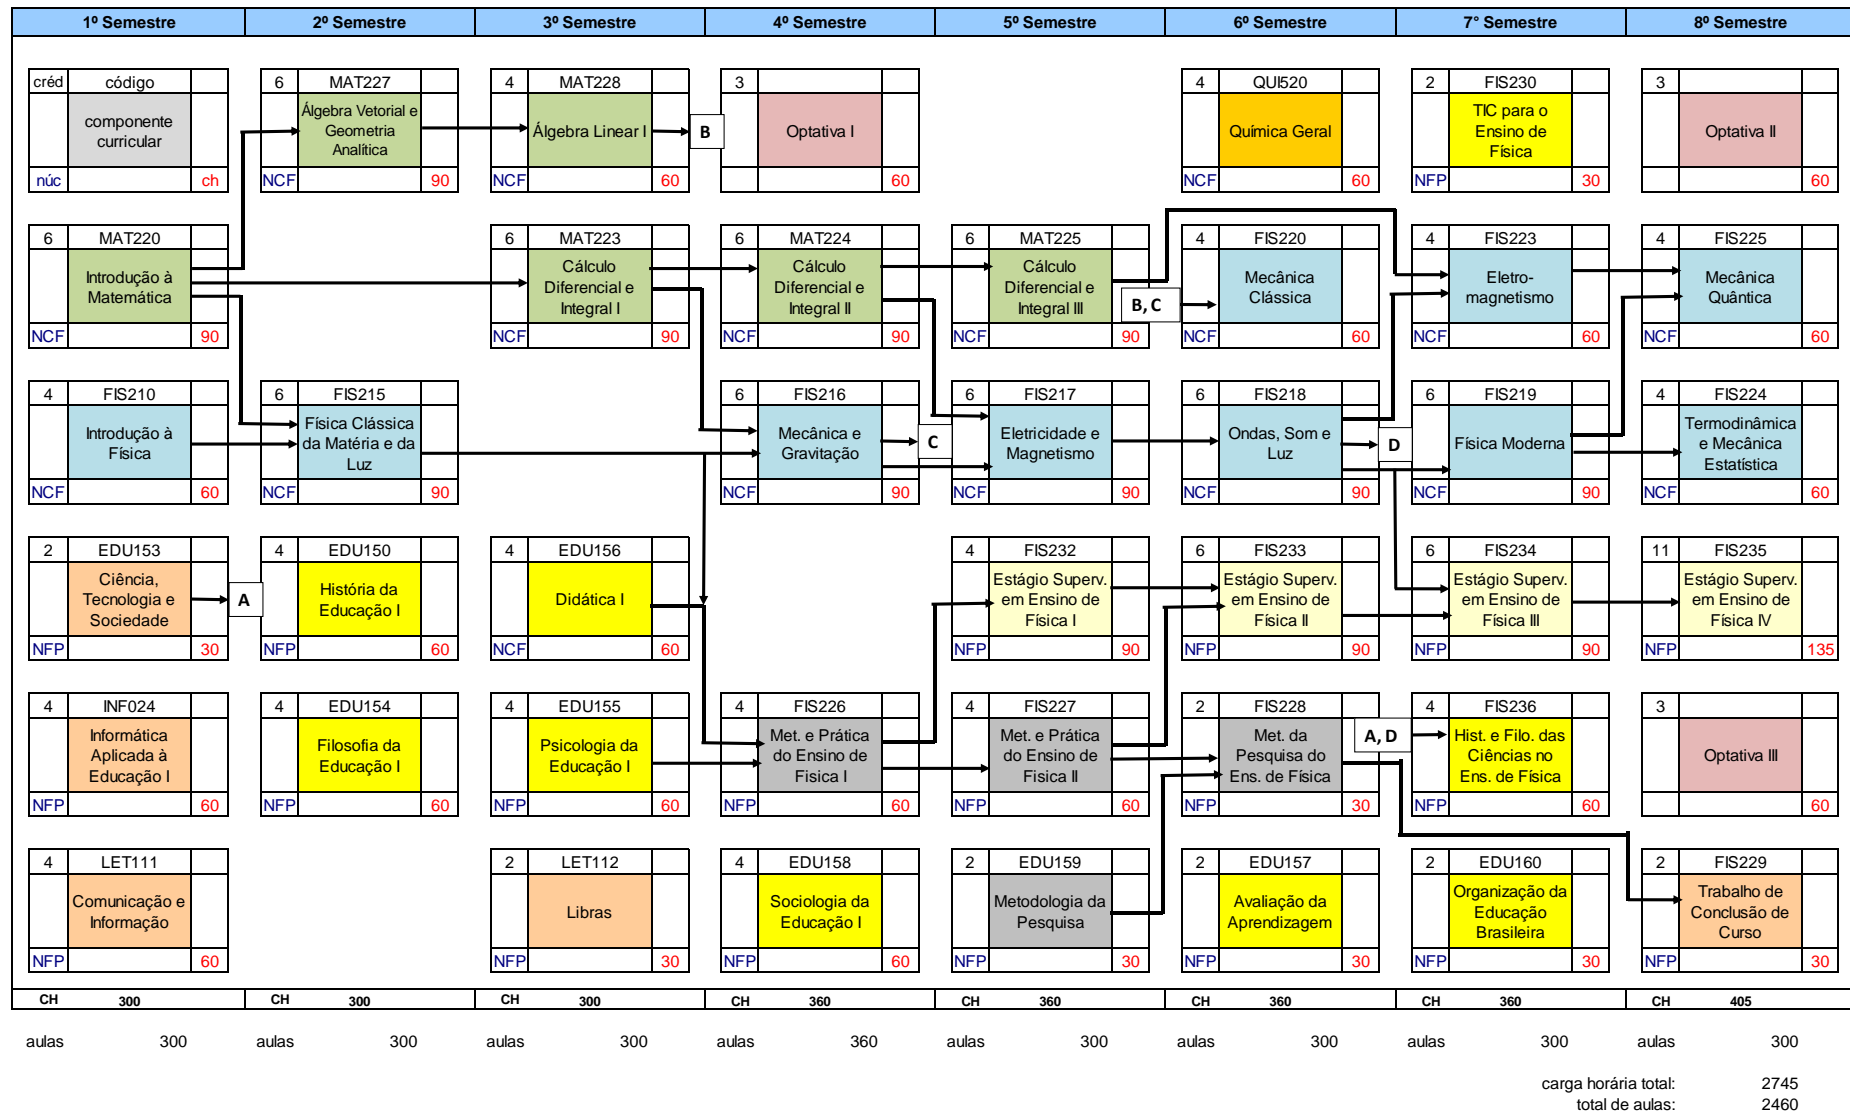 1º Semestre 2º Semestre 3º Semestre 4º Semestre 5º Semestre 6º Semestre 7° Semestre 8º Semestre
créd código 6 MAT227 4 MAT228 3 4 QUI520 2 FIS230 3
componente
curricular
Álgebra Vetorial e
Geometria
Analítica
Álgebra Linear I
B
Optativa I
Química Geral
TIC para o
Ensino de
Física
Optativa II
núc ch NCF 90 NCF 60 60 NCF 60 NFP 30 60
6 MAT220 6 MAT223 6 MAT224 6 MAT225 4 FIS220 4 FIS223 4 FIS225
Introdução à
Matemática
Cálculo
Diferencial e
Integral I
Cálculo
Diferencial e
Integral II
Cálculo
Diferencial e
Integral III
B, C
Mecânica
Clássica
Eletro-
magnetismo
Mecânica
Quântica
NCF 90 NCF 90 NCF 90 NCF 90 NCF 60 NCF 60 NCF 60
4 FIS210 6 FIS215 6 FIS216 6 FIS217 6 FIS218 6 FIS219 4 FIS224
Introdução à
Física
Física Clássica
da Matéria e da
Luz
Mecânica e
Gravitação
C
Eletricidade e
Magnetismo
Ondas, Som e
Luz
D
Física Moderna
Termodinâmica
e Mecânica
Estatística
NCF 60 NCF 90 NCF 90 NCF 90 NCF 90 NCF 90 NCF 60
2 EDU153 4 EDU150 4 EDU156 4 FIS232 6 FIS233 6 FIS234 11 FIS235
Ciência,
Tecnologia e
Sociedade
A
História da
Educação I
Didática I
Estágio Superv.
em Ensino de
Física I
Estágio Superv.
em Ensino de
Física II
Estágio Superv.
em Ensino de
Física III
Estágio Superv.
em Ensino de
Física IV
NFP 30 NFP 60 NCF 60 NFP 90 NFP 90 NFP 90 NFP 135
4 INF024 4 EDU154 4 EDU155 4 FIS226 4 FIS227 2 FIS228 4 FIS236 3
Informática
Aplicada à
Educação I
Filosofia da
Educação I
Psicologia da
Educação I
Met. e Prática
do Ensino de
Fisica I
Met. e Prática
do Ensino de
Fisica II
Met. da
Pesquisa do
Ens. de Física
A, D
Hist. e Filo. das
Ciências no
Ens. de Física
Optativa III
NFP 60 NFP 60 NFP 60 NFP 60 NFP 60 NFP 30 NFP 60 60
4 LET111 2 LET112 4 EDU158 2 EDU159 2 EDU157 2 EDU160 2 FIS229
Comunicação e
Informação
Libras
Sociologia da
Educação I
Metodologia da
Pesquisa
Avaliação da
Aprendizagem
Organização da
Educação
Brasileira
Trabalho de
Conclusão de
Curso
NFP 60 NFP 30 NFP 60 NFP 30 NFP 30 NFP 30 NFP 30
CH 300 CH 300 CH 300 CH 360 CH 360 CH 360 CH 360 CH 405
aulas 300 aulas 300 aulas 300 aulas 360 aulas 300 aulas 300 aulas 300 aulas 300
carga horária total: 2745
total de aulas: 2460